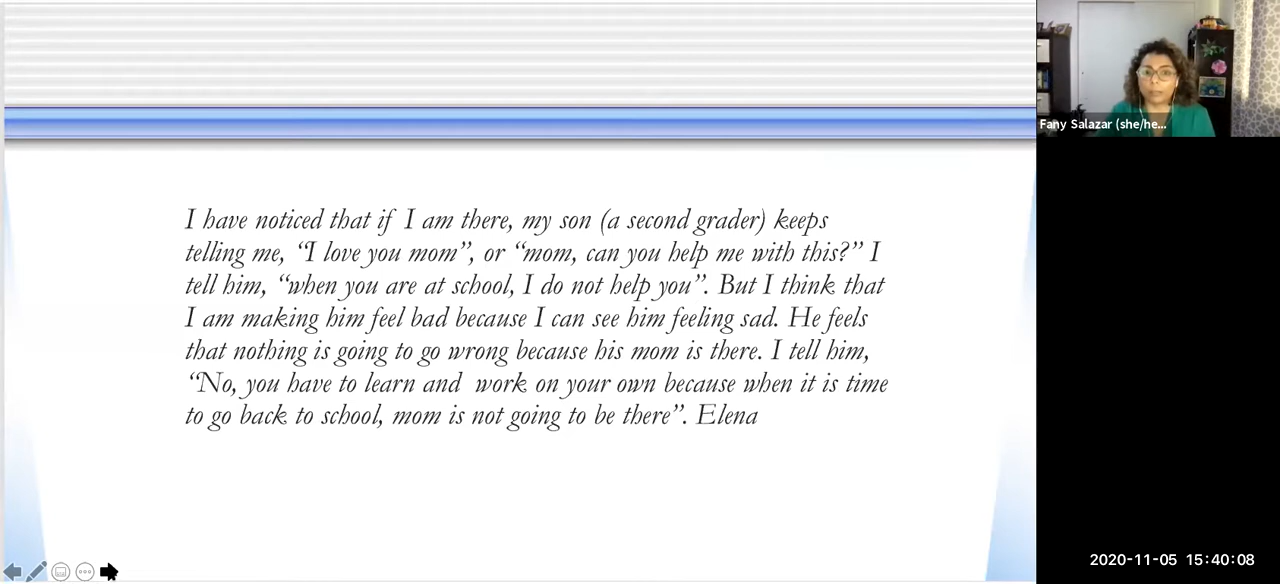 I have noticed that if I am there, my son (a second grader) keeps
telling me, “I love you mom”, or “mom, can you help me with this?” I
tell him, “when you are at school, I do not help you”. But I think that
I am making him feel bad because I can see him feeling sad. He feels
that nothing is going to go wrong because his mom is there. I tell him,
“No, you have to learn and work on your own because when it is time
to go back to school, mom is not going to be there”. Elena
Fany Salazar (she/he...
2020-11-05 15:40:08